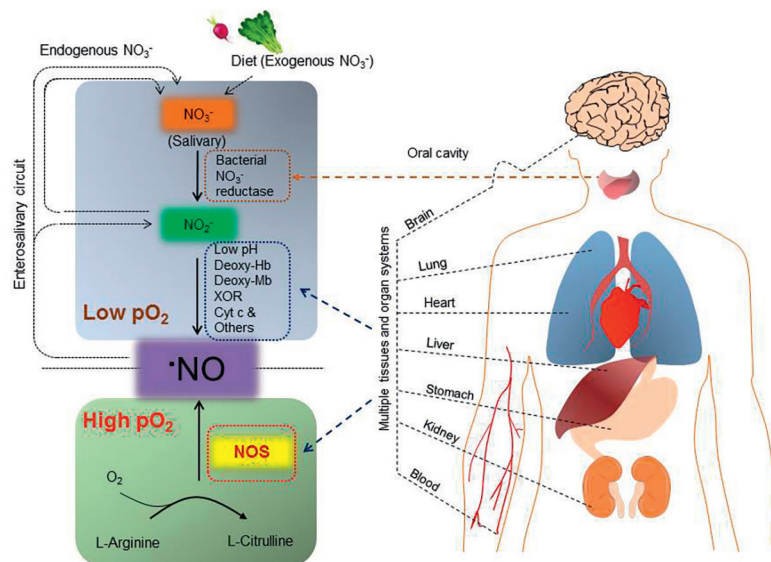 Endogenous NO₃⁻
Diet (Exogenous NO₃⁻)
NO₃⁻
(Salivary)
Bacterial
NO₃⁻
reductase
NO₂⁻
Low pH
Deoxy-Hb
Deoxy-Mb
XOR
Cyt c &
Others
Low pO₂
Enterosalivary circuit
·NO
High pO₂
NOS
O₂
L-Arginine
L-Citrulline
Oral cavity
Multiple tissues and organ systems
Brain
Lung
Heart
Liver
Stomach
Kidney
Blood